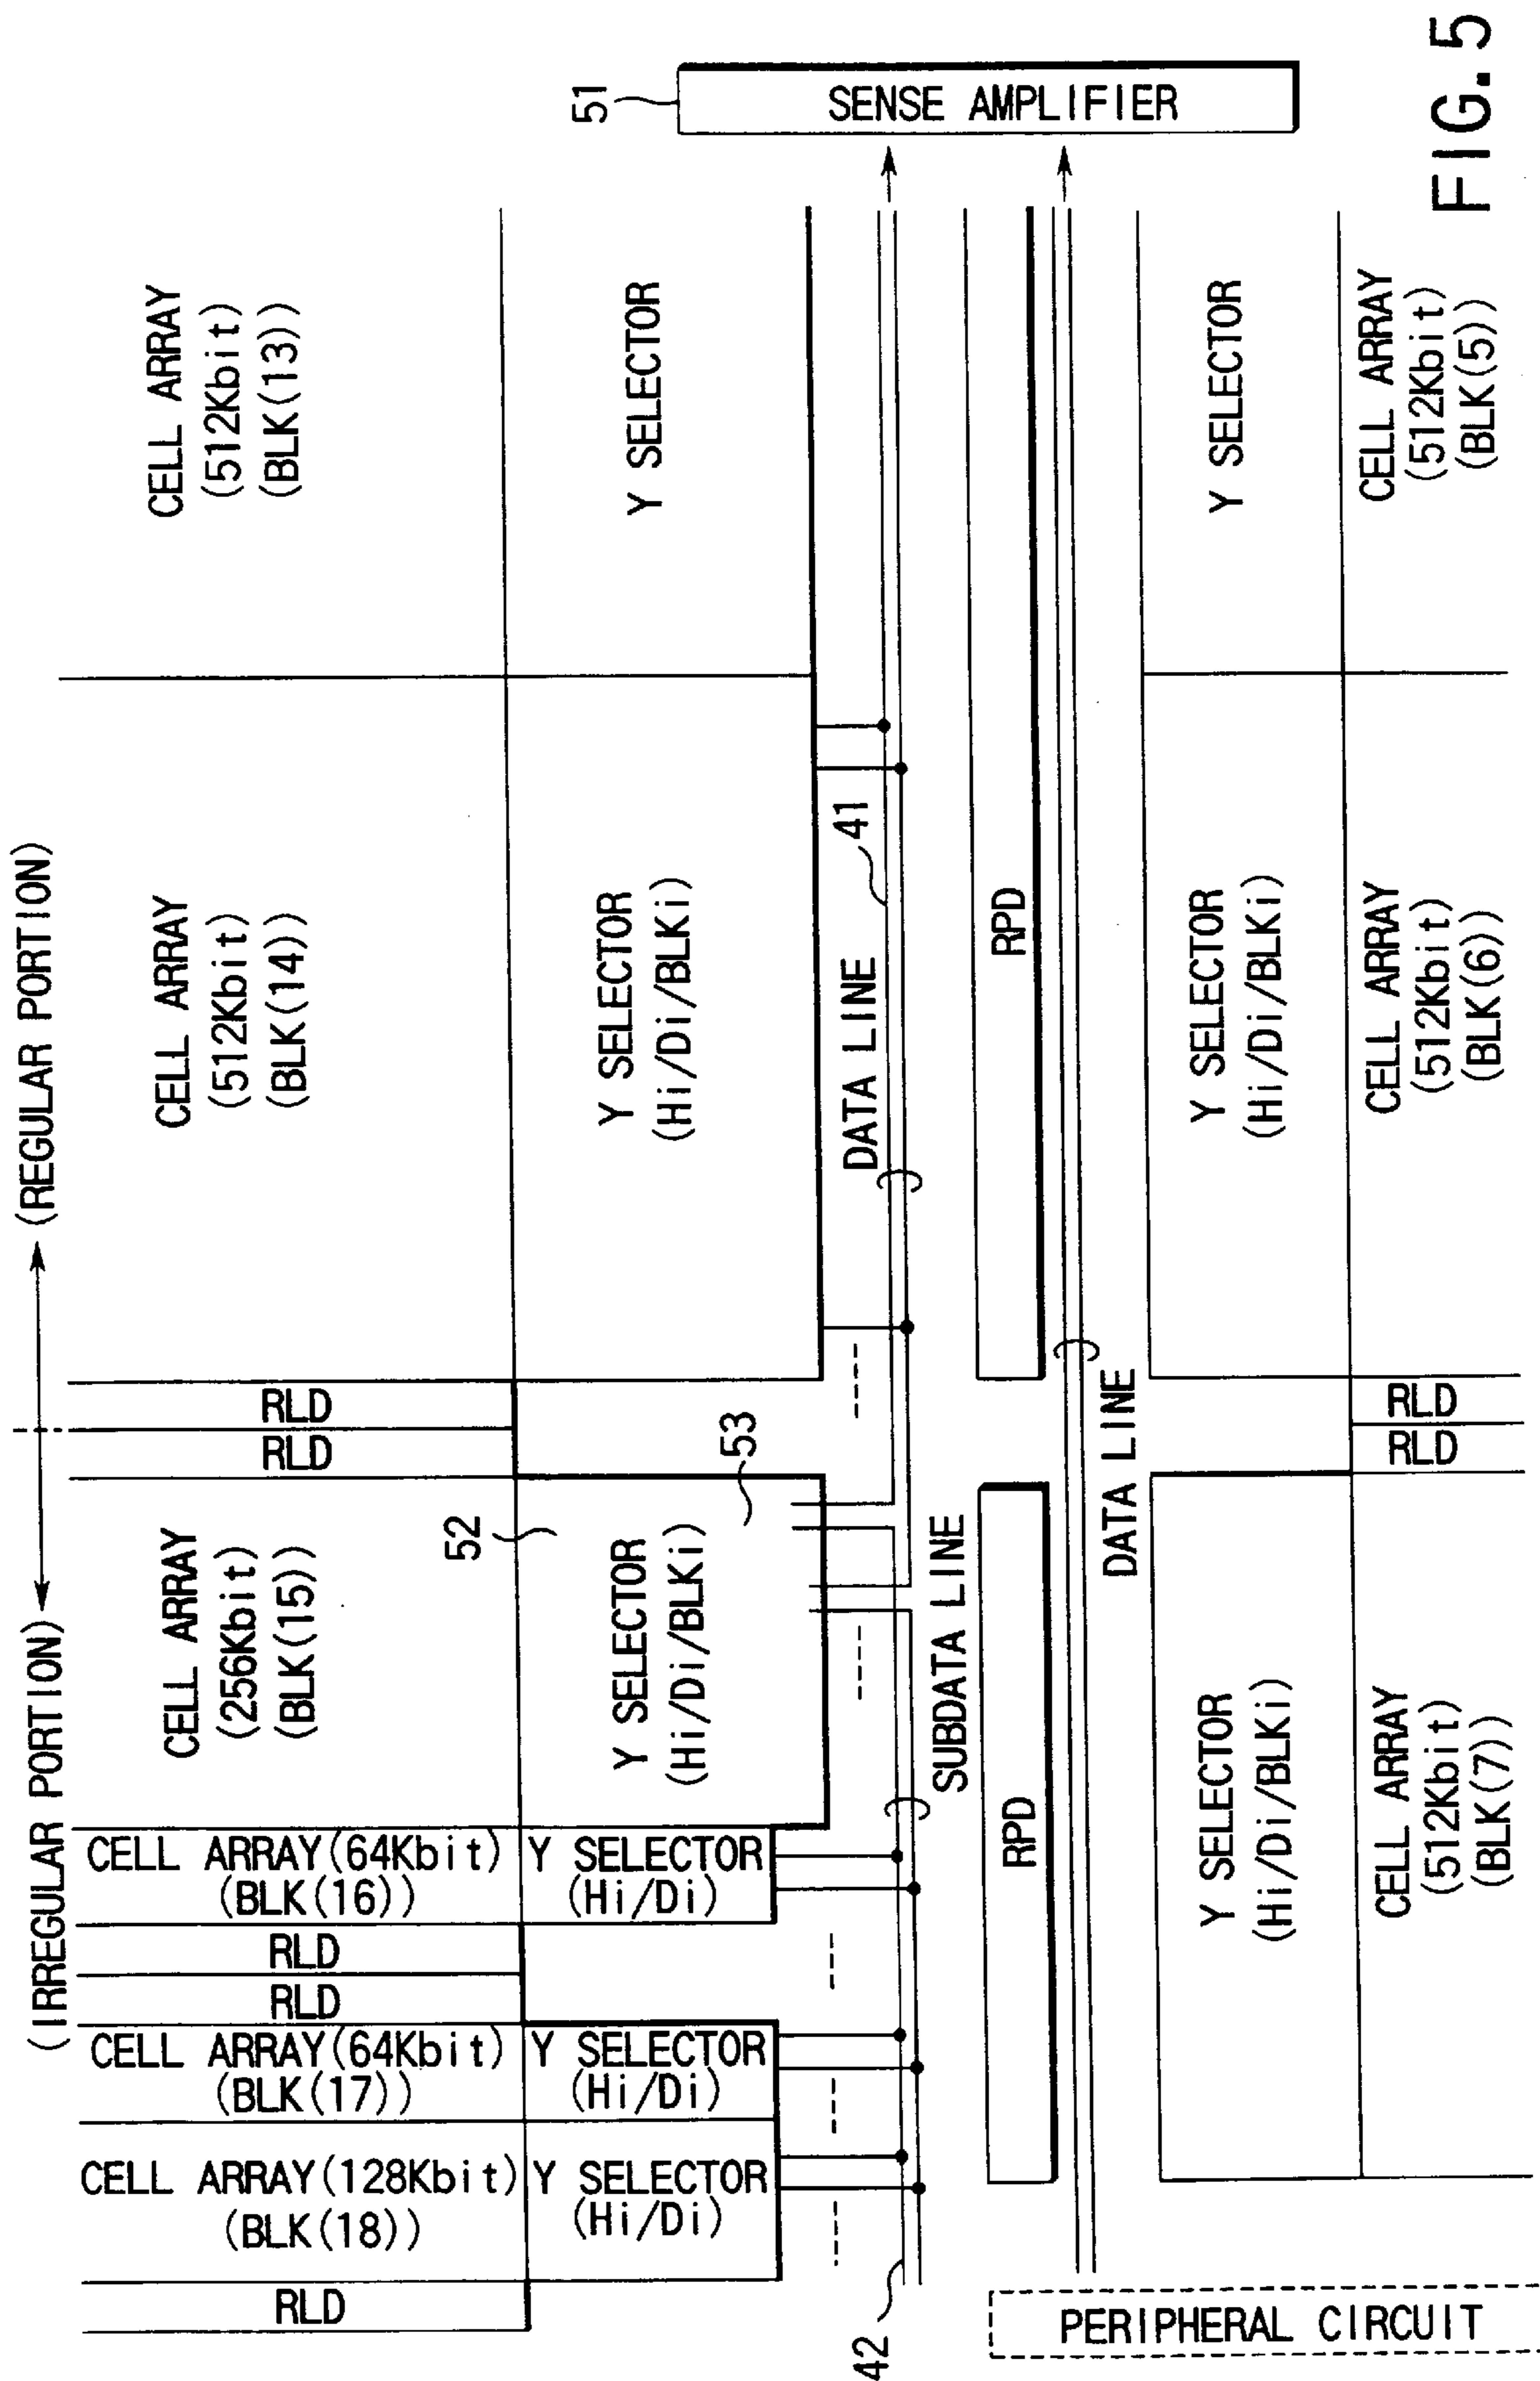 (IRREGULAR PORTION)
(REGULAR PORTION)
RLD
CELL ARRAY(128Kbit)
(BLK(18))
CELL ARRAY(64Kbit)
(BLK(17))
RLD
RLD
CELL ARRAY(64Kbit)
(BLK(16))
CELL ARRAY
(256Kbit)
(BLK(15))
RLD
RLD
CELL ARRAY
(512Kbit)
(BLK(14))
CELL ARRAY
(512Kbit)
(BLK(13))
Y SELECTOR
(Hi/Di)
Y SELECTOR
(Hi/Di)
Y SELECTOR
(Hi/Di)
52
Y SELECTOR
(Hi/Di/BLKi)
53
Y SELECTOR
(Hi/Di/BLKi)
Y SELECTOR
51
SENSE AMPLIFIER
42
SUBDATA LINE
DATA LINE
41
RPD
RPD
DATA LINE
PERIPHERAL CIRCUIT
Y SELECTOR
(Hi/Di/BLKi)
Y SELECTOR
(Hi/Di/BLKi)
Y SELECTOR
CELL ARRAY
(512Kbit)
(BLK(7))
RLD
RLD
CELL ARRAY
(512Kbit)
(BLK(6))
CELL ARRAY
(512Kbit)
(BLK(5))
FIG. 5